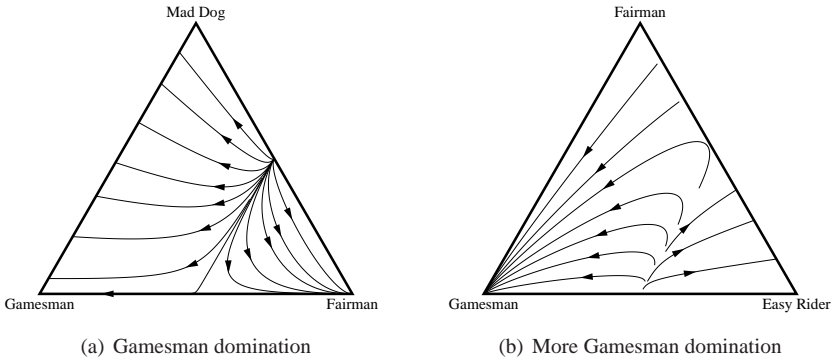 Mad Dog
Fairman
Gamesman
Fairman
Gamesman
Easy Rider
(a) Gamesman domination
(b) More Gamesman domination